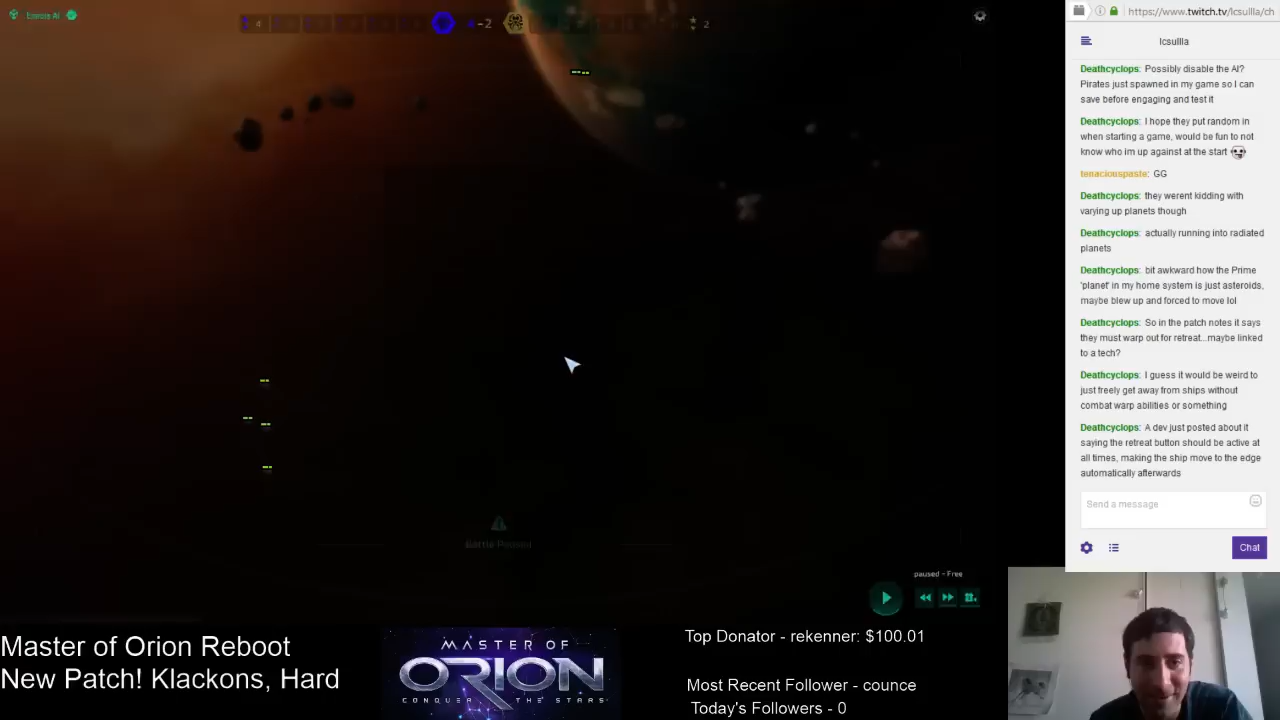 Enable AI
4
-2
2
Battle Paused
paused - Free
Master of Orion Reboot
New Patch! Klackons, Hard
MASTER OF
ORION
CONQUER THE STARS
Top Donator - rekenner: $100.01
Most Recent Follower - counce
Today's Followers - 0
https://www.twitch.tv/lcsullla/ch
lcsullla
Deathcyclops: Possibly disable the AI?
Pirates just spawned in my game so I can
save before engaging and test it
Deathcyclops: I hope they put random in
when starting a game, would be fun to not
know who im up against at the start
tenaciouspaste: GG
Deathcyclops: they werent kidding with
varying up planets though
Deathcyclops: actually running into radiated
planets
Deathcyclops: bit awkward how the Prime
'planet' in my home system is just asteroids,
maybe blew up and forced to move lol
Deathcyclops: So in the patch notes it says
they must warp out for retreat...maybe linked
to a tech?
Deathcyclops: I guess it would be weird to
just freely get away from ships without
combat warp abilities or something
Deathcyclops: A dev just posted about it
saying the retreat button should be active at
all times, making the ship move to the edge
automatically afterwards
Send a message
Chat